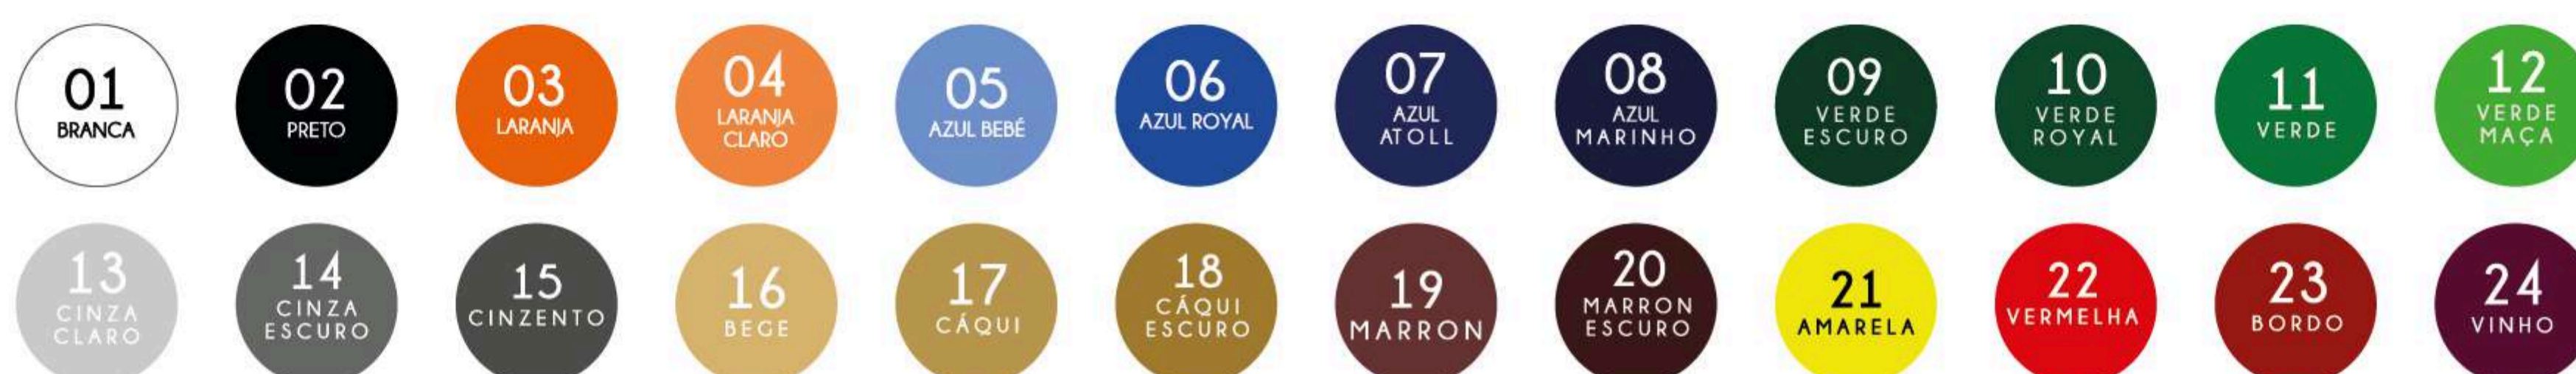 01
BRANCA
02
PRETO
03
LARANJA
04
LARANJA
CLARO
05
AZUL BEBÉ
06
AZUL ROYAL
07
AZUL
ATOLL
08
AZUL
MARINHO
09
VERDE
ESCURO
10
VERDE
ROYAL
11
VERDE
12
VERDE
MAÇA
13
CINZA
CLARO
14
CINZA
ESCURO
15
CINZENTO
16
BEGE
17
CÁQUI
18
CÁQUI
ESCURO
19
MARRON
20
MARRON
ESCURO
21
AMARELA
22
VERMELHA
23
BORDO
24
VINHO